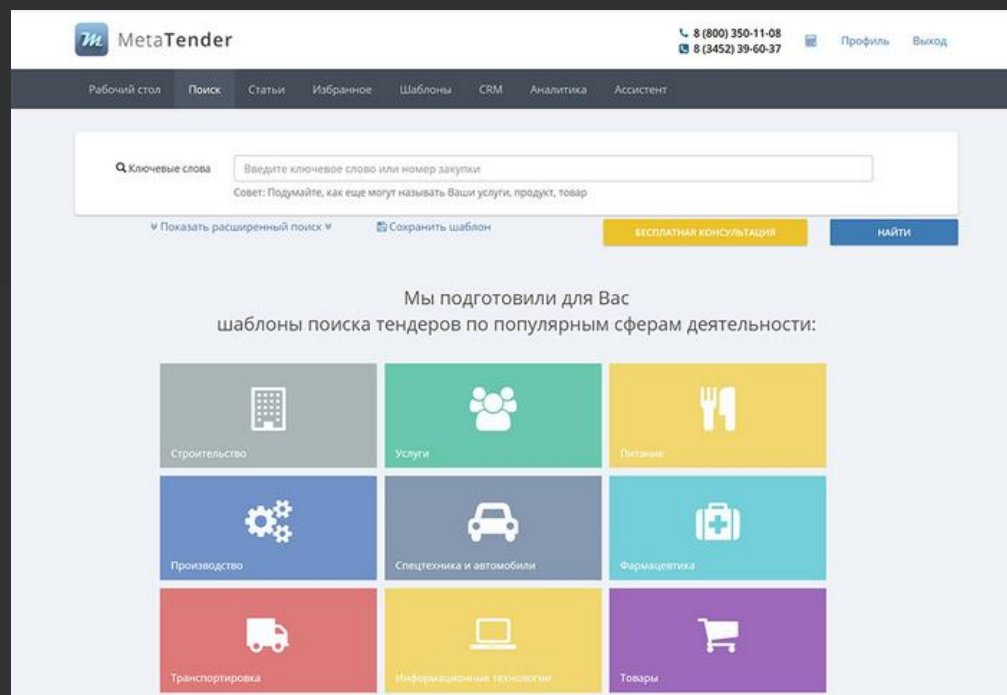 MetaTender
8 (800) 350-11-08
8 (3452) 39-60-37
Профиль
Выход
Рабочий стол Поиск Статьи Избранное Шаблоны CRM Аналитика Ассистент
Ключевые слова
Введите ключевое слово или номер закупки
Совет: Подумайте, как еще могут называть Ваши услуги, продукт, товар
Показать расширенный поиск
Сохранить шаблон
БЕСПЛАТНАЯ КОНСУЛЬТАЦИЯ
НАЙТИ
Мы подготовили для Вас
шаблоны поиска тендеров по популярным сферам деятельности:
Строительство
Услуги
Питание
Производство
Спецтехника и автомобили
Фармацевтика
Транспортировка
Информационные технологии
Товары